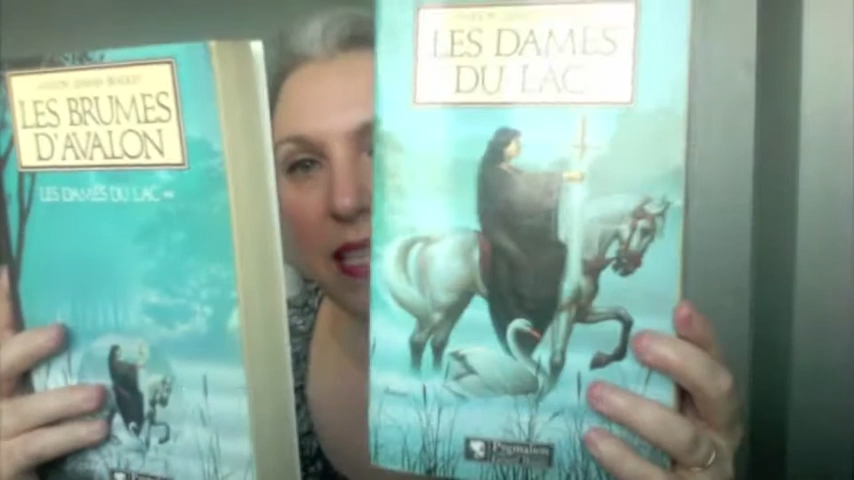 LES BRUMES
D'AVALON
LES DAMES DU LAC
LES DAMES
DU LAC
Pygmalion